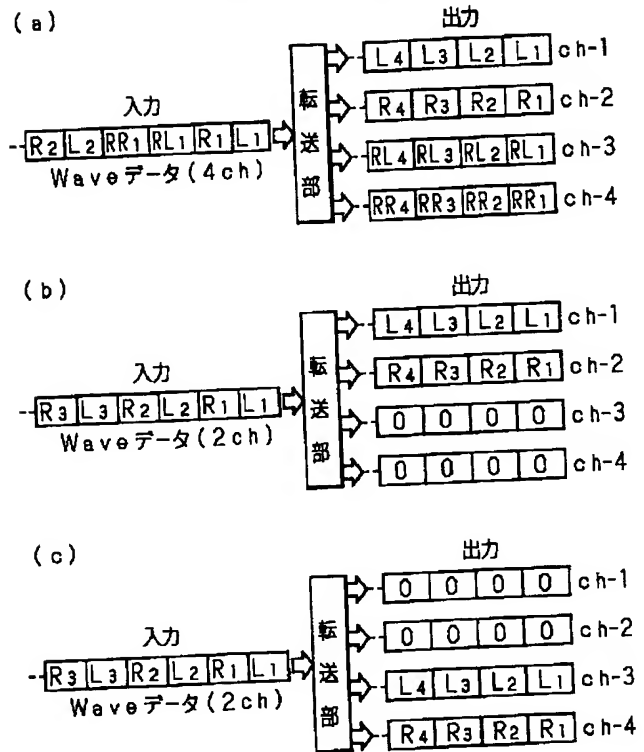 (a)
出力
L4 L3 L2 L1 ch-1
入力
R4 R3 R2 R1 ch-2
R2 L2 RR1 RL1 R1 L1
転送部
RL4 RL3 RL2 RL1 ch-3
Waveデータ(4ch)
RR4 RR3 RR2 RR1 ch-4
(b)
出力
L4 L3 L2 L1 ch-1
入力
R4 R3 R2 R1 ch-2
R3 L3 R2 L2 R1 L1
転送部
0 0 0 0 ch-3
Waveデータ(2ch)
0 0 0 0 ch-4
(c)
出力
0 0 0 0 ch-1
入力
0 0 0 0 ch-2
R3 L3 R2 L2 R1 L1
転送部
L4 L3 L2 L1 ch-3
Waveデータ(2ch)
R4 R3 R2 R1 ch-4